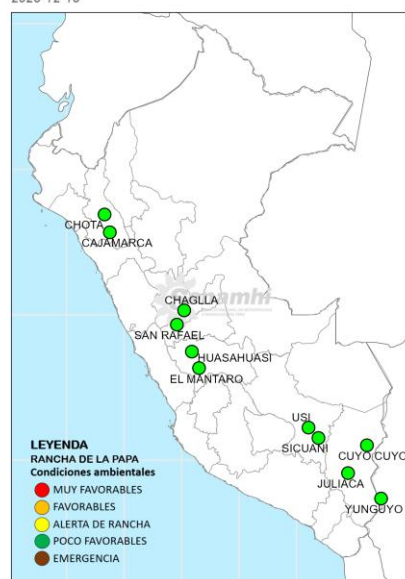 CHOTA
CAJAMARCA
CHAGLLA
Senamhi
SAN RAFAEL
HUASAHUASI
EL MANTARO
USI
SICUANI
CUYO CUYO
JULIACA
YUNGUYO
LEYENDA
RANCHA DE LA PAPA
Condiciones ambientales
MUY FAVORABLES
FAVORABLES
ALERTA DE RANCHA
POCO FAVORABLES
EMERGENCIA